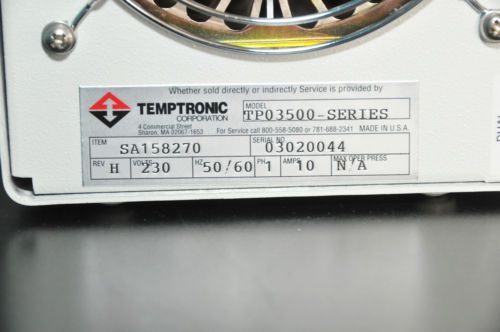 Whether sold directly or indirectly Service is provided by
TEMPTRONIC
CORPORATION
MODEL
TP03500-SERIES
4 Commercial Street
Sharon, MA 02067-1653
For Service call 800-558-5080 or 781-688-2341 MADE IN U.S.A.
ITEM
SA158270
SERIAL NO
03020044
REV H VOLTS 230 HZ 50/60 PH 1 AMPS 10 MAX OPER PRESS N/A